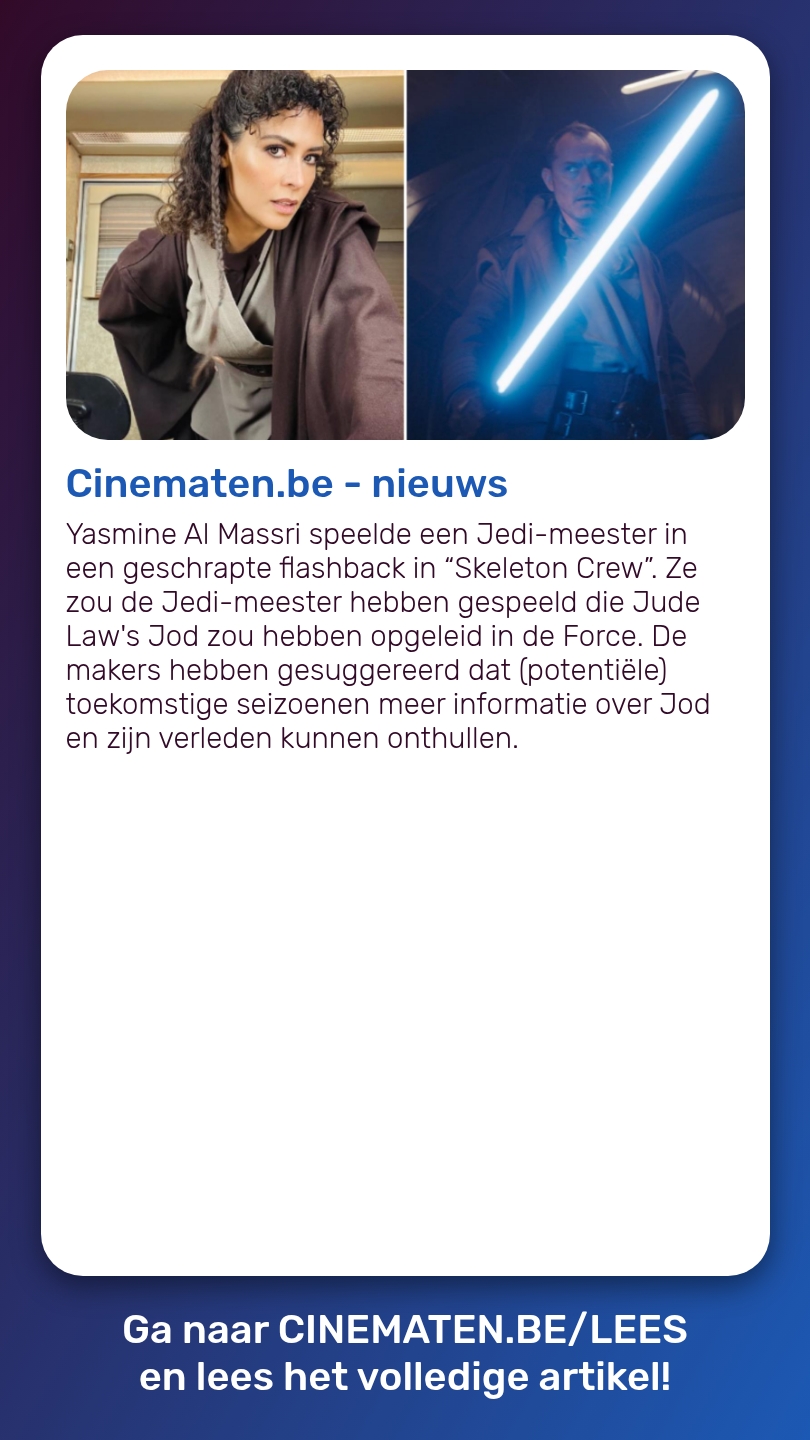 Cinematen.be - nieuws
Yasmine Al Massri speelde een Jedi-meester in
een geschrapte flashback in “Skeleton Crew”. Ze
zou de Jedi-meester hebben gespeeld die Jude
Law's Jod zou hebben opgeleid in de Force. De
makers hebben gesuggereerd dat (potentiële)
toekomstige seizoenen meer informatie over Jod
en zijn verleden kunnen onthullen.
Ga naar CINEMATEN.BE/LEES
en lees het volledige artikel!